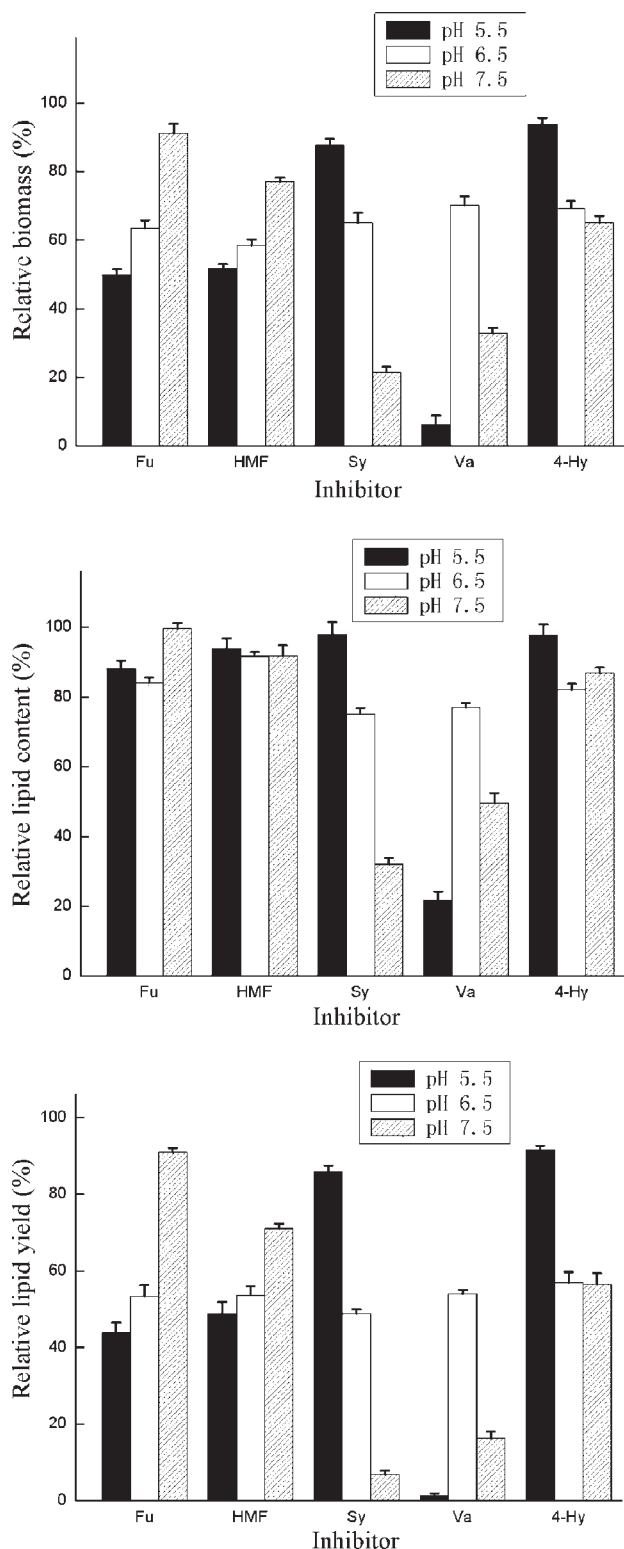 pH 5.5
pH 6.5
pH 7.5
Relative biomass (%)
100
80
60
40
20
0
Fu HMF Sy Va 4-Hy
Inhibitor
pH 5.5
pH 6.5
pH 7.5
Relative lipid content (%)
100
80
60
40
20
0
Fu HMF Sy Va 4-Hy
Inhibitor
pH 5.5
pH 6.5
pH 7.5
Relative lipid yield (%)
100
80
60
40
20
0
Fu HMF Sy Va 4-Hy
Inhibitor